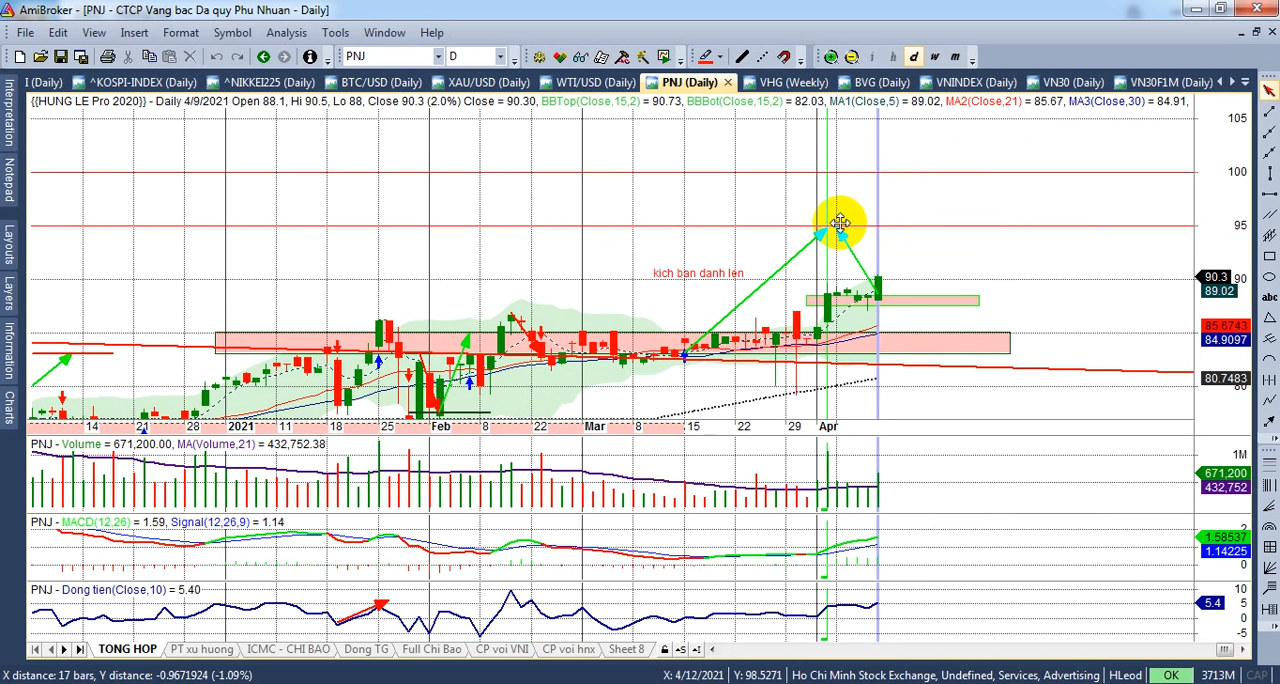 AmiBroker - [PNJ - CTCP Vang bac Da quy Phu Nhuan - Daily]
File Edit View Insert Format Symbol Analysis Tools Window Help
PNJ D i d w m
I (Daily) ^KOSPI-INDEX (Daily) ^NIKKEI225 (Daily) BTC/USD (Daily) XAU/USD (Daily) WTI/USD (Daily) PNJ (Daily) VHG (Weekly) BVG (Daily) VNINDEX (Daily) VN30 (Daily) VN30F1M (Daily)
Interpretation
Notepad
Layouts
Layers
Information
Charts
{{HUNG LE Pro 2020}} - Daily 4/9/2021 Open 88.1, Hi 90.5, Lo 88, Close 90.3 (2.0%) Close = 90.30, BBTop(Close,15,2) = 90.73, BBBot(Close,15,2) = 82.03, MA1(Close,5) = 89.02, MA2(Close,21) = 85.67, MA3(Close,30) = 84.91,
105
100
95
kich ban danh len
90
90.3
89.02
85.6743
84.9097
80.7483
80
14 21 28 2021 11 18 25 Feb 8 22 Mar 8 15 22 29 Apr
PNJ - Volume = 671,200.00, MA(Volume,21) = 432,752.38
1M
671,200
432,752
PNJ - MACD(12,26) = 1.59, Signal(12,26,9) = 1.14
2
1.58537
1.14225
0
PNJ - Dong tien(Close,10) = 5.40
10
5.4
5
0
-5
TONG HOP PT xu huong ICMC - CHI BAO Dong TG Full Chi Bao CP voi VNI CP voi hnx Sheet 8
abc
X distance: 17 bars, Y distance: -0.9671924 (-1.09%) X: 4/12/2021 Y: 98.5271 Ho Chi Minh Stock Exchange, Undefined, Services, Advertising HLeod OK 3713M CAP